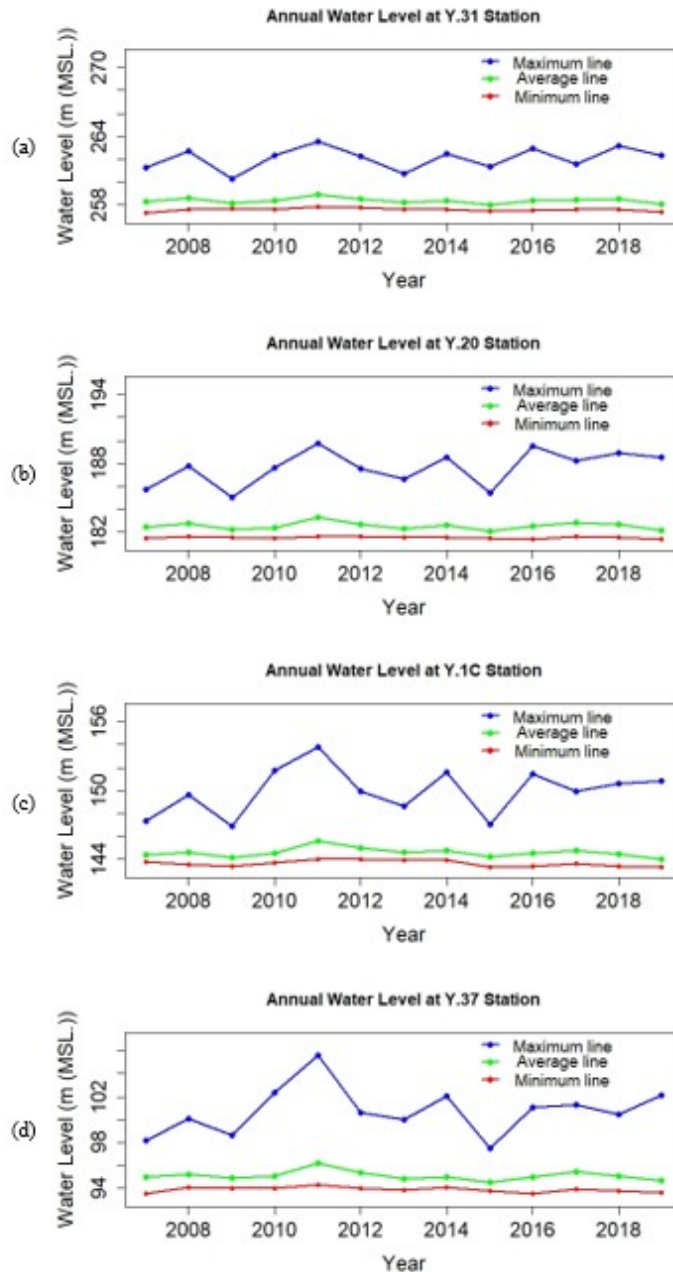 Annual Water Level at Y.31 Station
(a)
Water Level (m (MSL.))
270
264
258
Maximum line
Average line
Minimum line
2008 2010 2012 2014 2016 2018
Year
Annual Water Level at Y.20 Station
(b)
Water Level (m (MSL.))
194
188
182
Maximum line
Average line
Minimum line
2008 2010 2012 2014 2016 2018
Year
Annual Water Level at Y.1C Station
(c)
Water Level (m (MSL.))
156
150
144
Maximum line
Average line
Minimum line
2008 2010 2012 2014 2016 2018
Year
Annual Water Level at Y.37 Station
(d)
Water Level (m (MSL.))
102
98
94
Maximum line
Average line
Minimum line
2008 2010 2012 2014 2016 2018
Year